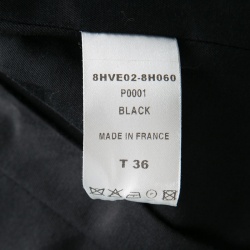 8HVE02-8H060
P0001
BLACK
MADE IN FRANCE
T 36